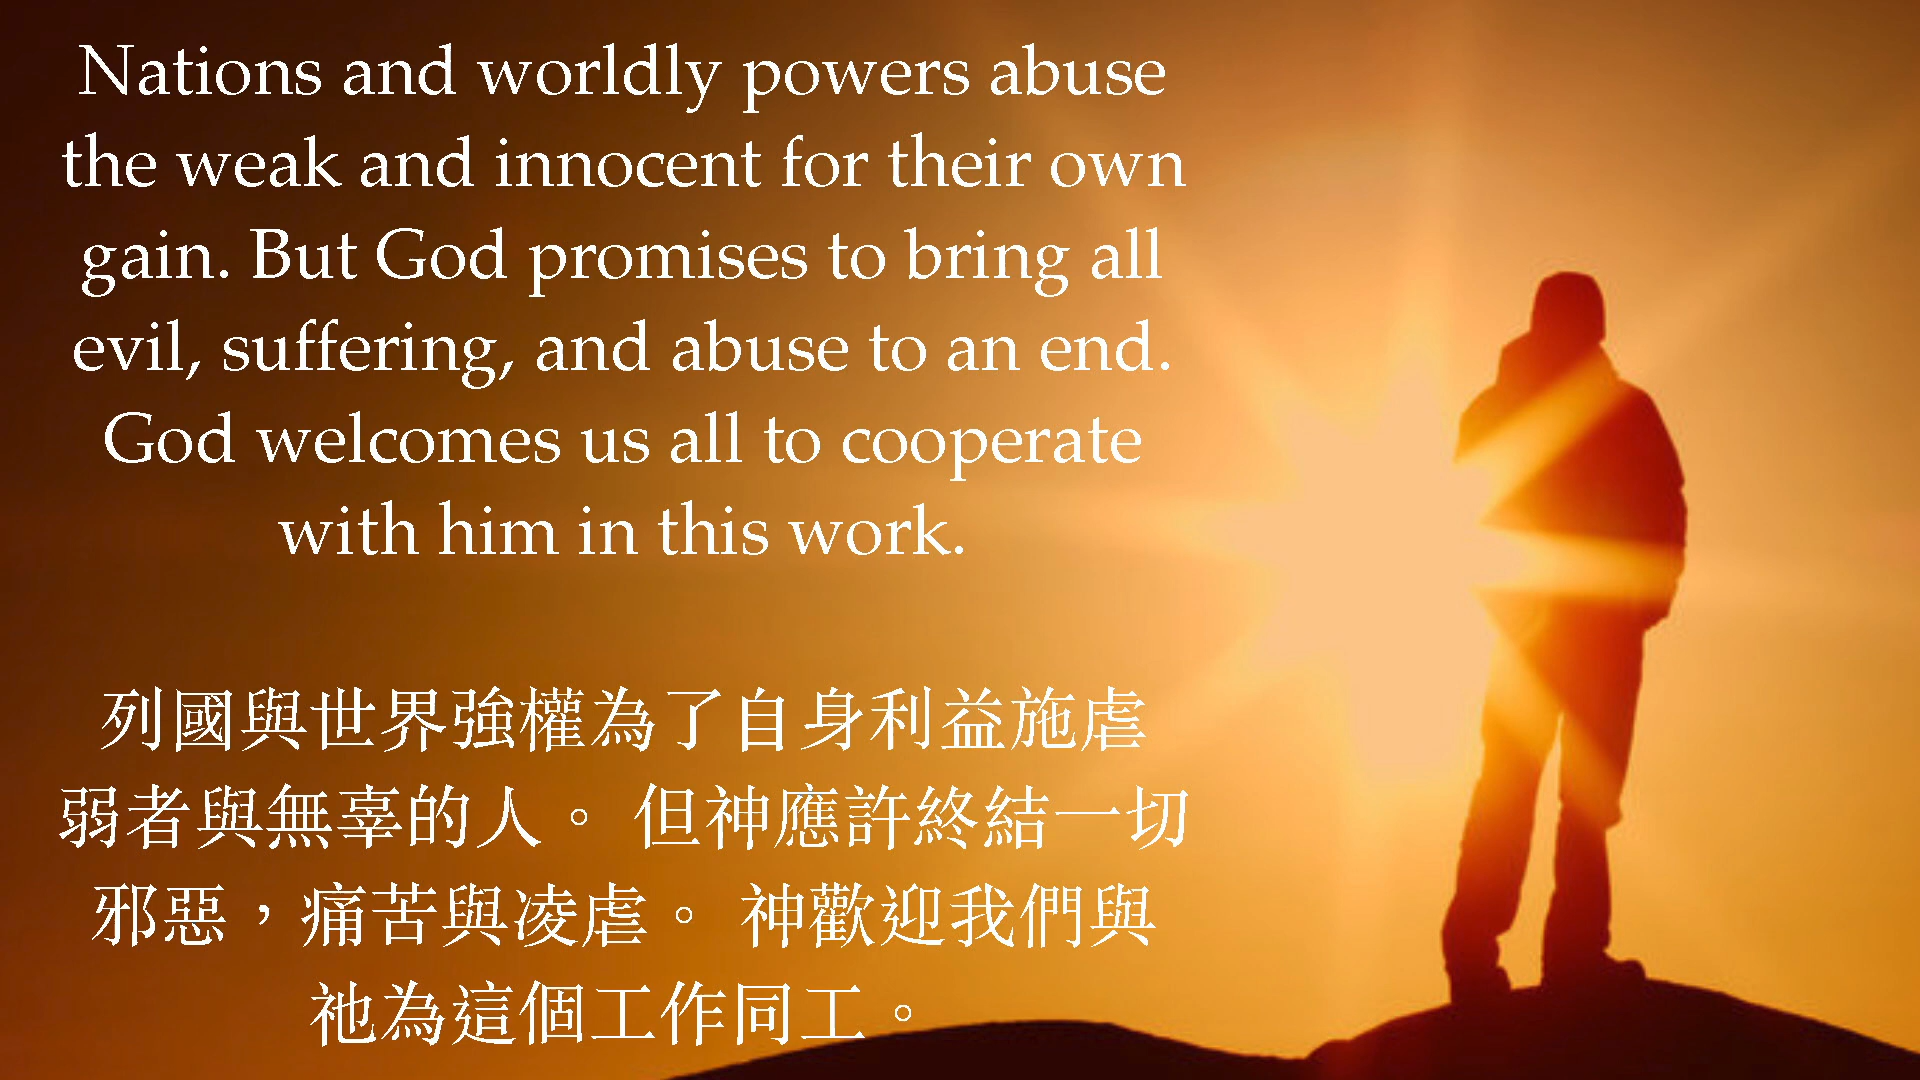 Nations and worldly powers abuse
the weak and innocent for their own
gain. But God promises to bring all
evil, suffering, and abuse to an end.
God welcomes us all to cooperate
with him in this work.
列國與世界強權為了自身利益施虐
弱者與無辜的人。 但神應許終結一切
邪惡，痛苦與凌虐。 神歡迎我們與
祂為這個工作同工。